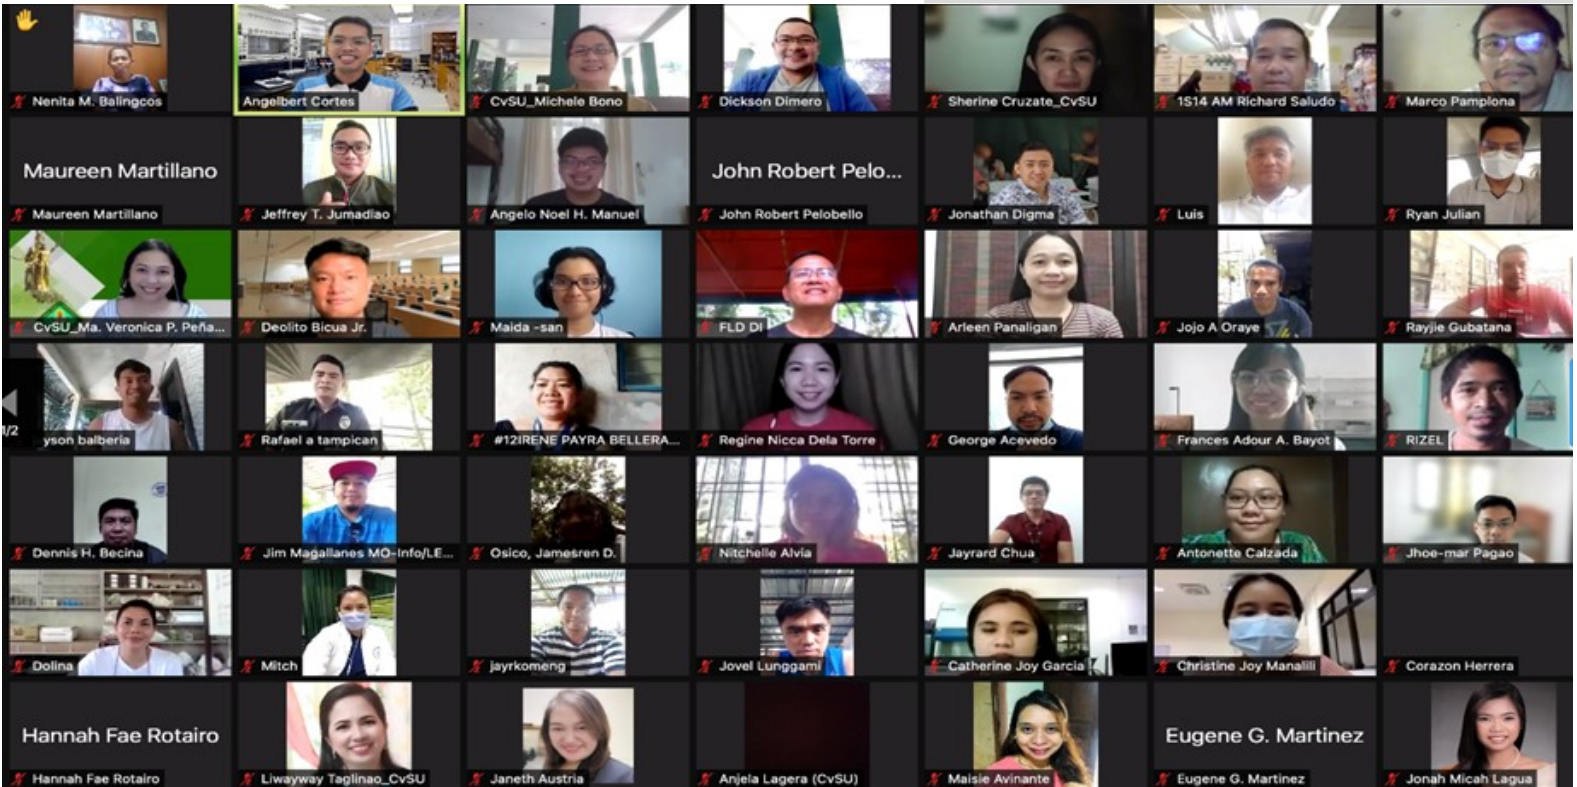 Nenita M. Balingcos
Angelbert Cortes
CvSU_Michele Bono
Dickson Dimero
Sherine Cruzate_CvSU
1S14 AM Richard Saludo
Marco Pamplona
Maureen Martillano
Maureen Martillano
Jeffrey T. Jumadiao
Angelo Noel H. Manuel
John Robert Pelo...
John Robert Pelobello
Jonathan Digma
Luis
Ryan Julian
CvSU_Ma. Veronica P. Peña...
Deolito Bicua Jr.
Maida -san
FLD DI
Arleen Panaligan
Jojo A Oraye
Rayjie Gubatana
1/2
yson balberia
Rafael a tampican
#12IRENE PAYRA BELLERA...
Regine Nicca Dela Torre
George Acevedo
Frances Adour A. Bayot
RIZEL
Dennis H. Becina
Jim Magallanes MO-Info/LE...
Osico, Jamesren D.
Nitchelle Alvia
Jayrard Chua
Antonette Calzada
Jhoe-mar Pagao
Dolina
Mitch
jayrkomeng
Jovel Lunggami
Catherine Joy Garcia
Christine Joy Manalili
Corazon Herrera
Hannah Fae Rotairo
Hannah Fae Rotairo
Liwayway Taglinao_CvSU
Janeth Austria
Anjela Lagera (CvSU)
Maisie Avinante
Eugene G. Martinez
Eugene G. Martinez
Jonah Micah Lagua